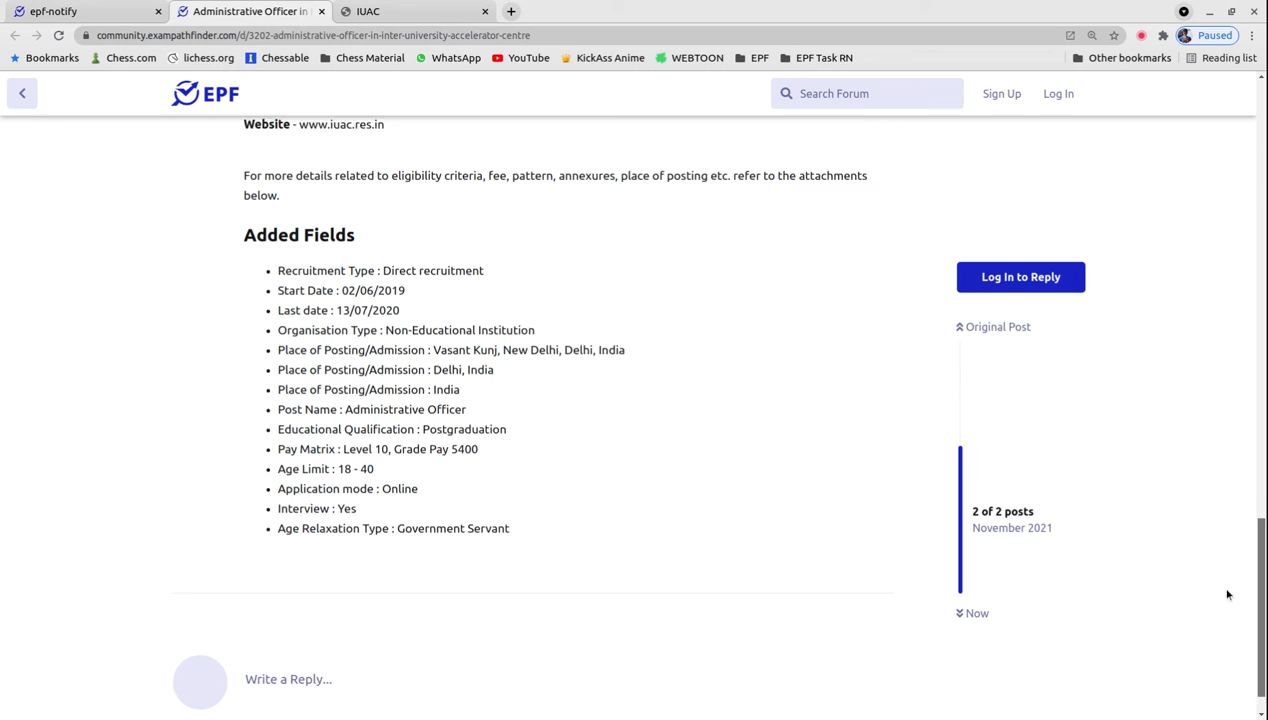 epf-notify
Administrative Officer in
IUAC
community.exampathfinder.com/d/3202-administrative-officer-in-inter-university-accelerator-centre
Paused
Bookmarks
Chess.com
lichess.org
Chessable
Chess Material
WhatsApp
YouTube
KickAss Anime
WEBTOON
EPF
EPF Task RN
Other bookmarks
Reading list
EPF
Search Forum
Sign Up
Log In
Website - www.iuac.res.in
For more details related to eligibility criteria, fee, pattern, annexures, place of posting etc. refer to the attachments
below.
Added Fields
• Recruitment Type : Direct recruitment
• Start Date : 02/06/2019
• Last date : 13/07/2020
• Organisation Type : Non-Educational Institution
• Place of Posting/Admission : Vasant Kunj, New Delhi, Delhi, India
• Place of Posting/Admission : Delhi, India
• Place of Posting/Admission : India
• Post Name : Administrative Officer
• Educational Qualification : Postgraduation
• Pay Matrix : Level 10, Grade Pay 5400
• Age Limit : 18 - 40
• Application mode : Online
• Interview : Yes
• Age Relaxation Type : Government Servant
Log In to Reply
Original Post
2 of 2 posts
November 2021
Now
Write a Reply...